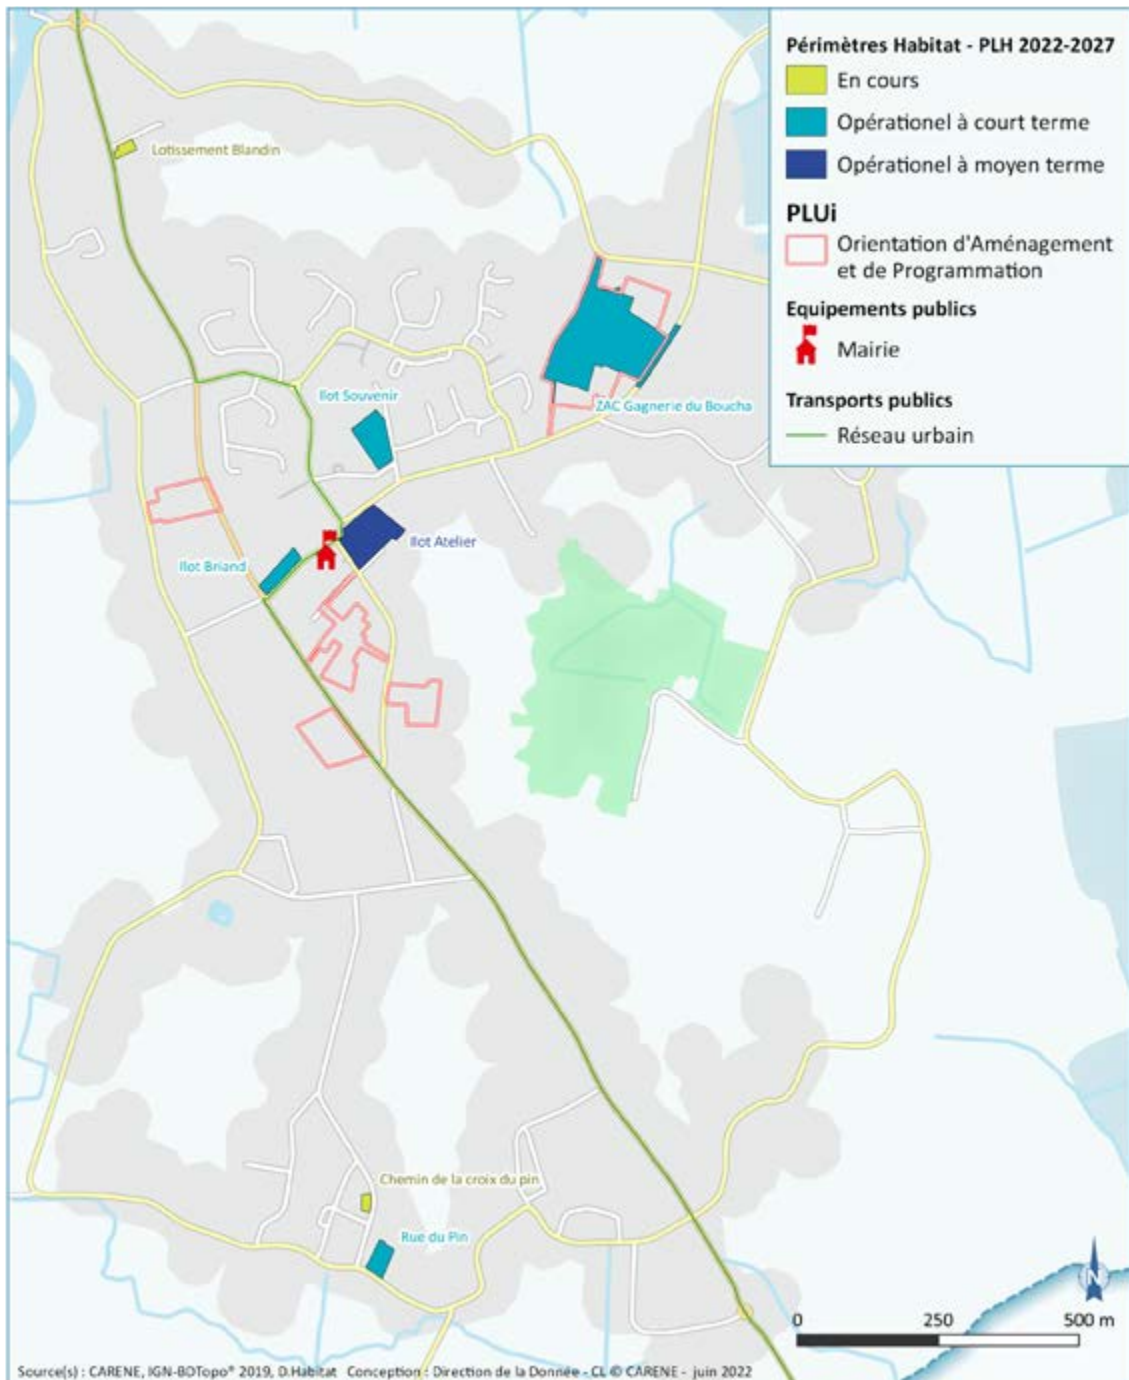 Périmètres Habitat - PLH 2022-2027
En cours
Opérationel à court terme
Opérationel à moyen terme
PLUi
Orientation d'Aménagement
et de Programmation
Equipements publics
Mairie
Transports publics
Réseau urbain
Lotissement Blandin
Ilot Souvenir
ZAC Gagnerie du Boucha
Ilot Atelier
Ilot Briand
Chemin de la croix du pin
Rue du Pin
N
0 250 500 m
Source(s) : CARENE, IGN-BDTopo® 2019, D.Habitat Conception : Direction de la Donnée - CL © CARENE - juin 2022